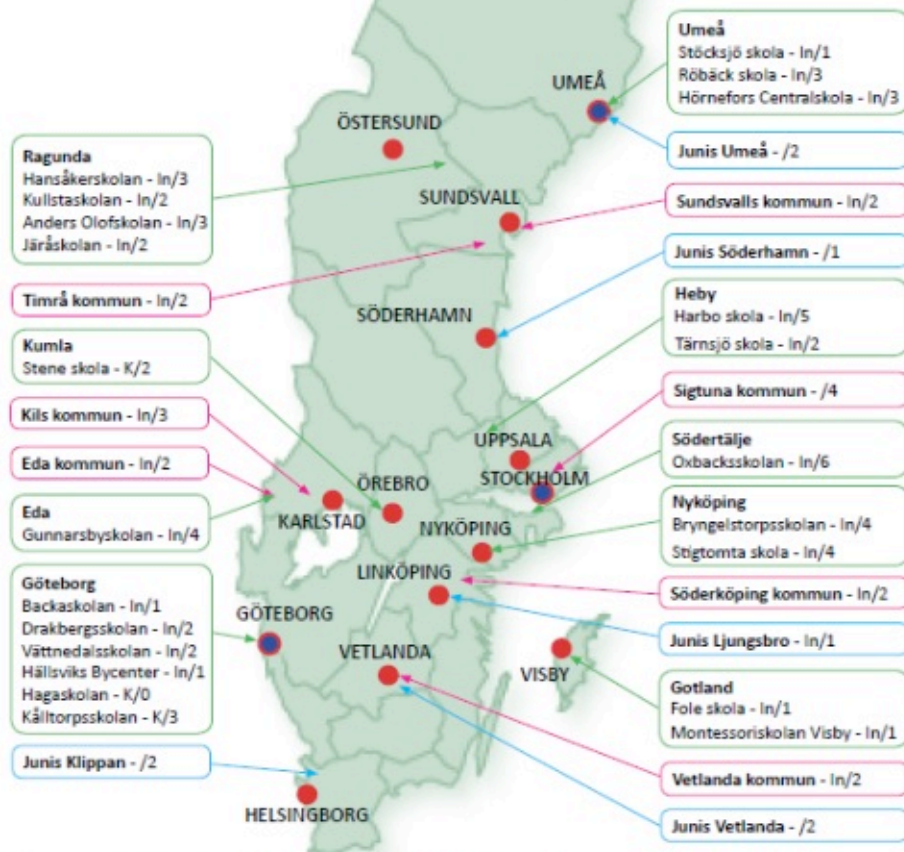 Umeå
Stöcksjö skola - In/1
Röbäck skola - In/3
Hörnefors Centralskola - In/3
UMEÅ
ÖSTERSUND
Junis Umeå - /2
Ragunda
Hansåkerskolan - In/3
Kullstaskolan - In/2
Anders Olofskolan - In/3
Järåskolan - In/2
SUNDSVALL
Sundsvalls kommun - In/2
Junis Söderhamn - /1
Timrå kommun - In/2
SÖDERHAMN
Heby
Harbo skola - In/5
Tärnsjö skola - In/2
Kumla
Stene skola - K/2
Sigtuna kommun - /4
Kils kommun - In/3
UPPSALA
STOCKHOLM
Södertälje
Oxbacksskolan - In/6
Eda kommun - In/2
ÖREBRO
KARLSTAD
NYKÖPING
Eda
Gunnarsbyskolan - In/4
Nyköping
Bryngelstorpsskolan - In/4
Stigtomta skola - In/4
LINKÖPING
Söderköping kommun - In/2
Göteborg
Backaskolan - In/1
Drakbergsskolan - In/2
Vättnedalsskolan - In/2
Hällsviks Bycenter - In/1
Hagaskolan - K/0
Kålltorpsskolan - K/3
GÖTEBORG
Junis Ljungsbro - In/1
VETLANDA
VISBY
Gotland
Fole skola - In/1
Montessoriskolan Visby - In/1
Junis Klippan - /2
Vetlanda kommun - In/2
HELSINGBORG
Junis Vetlanda - /2